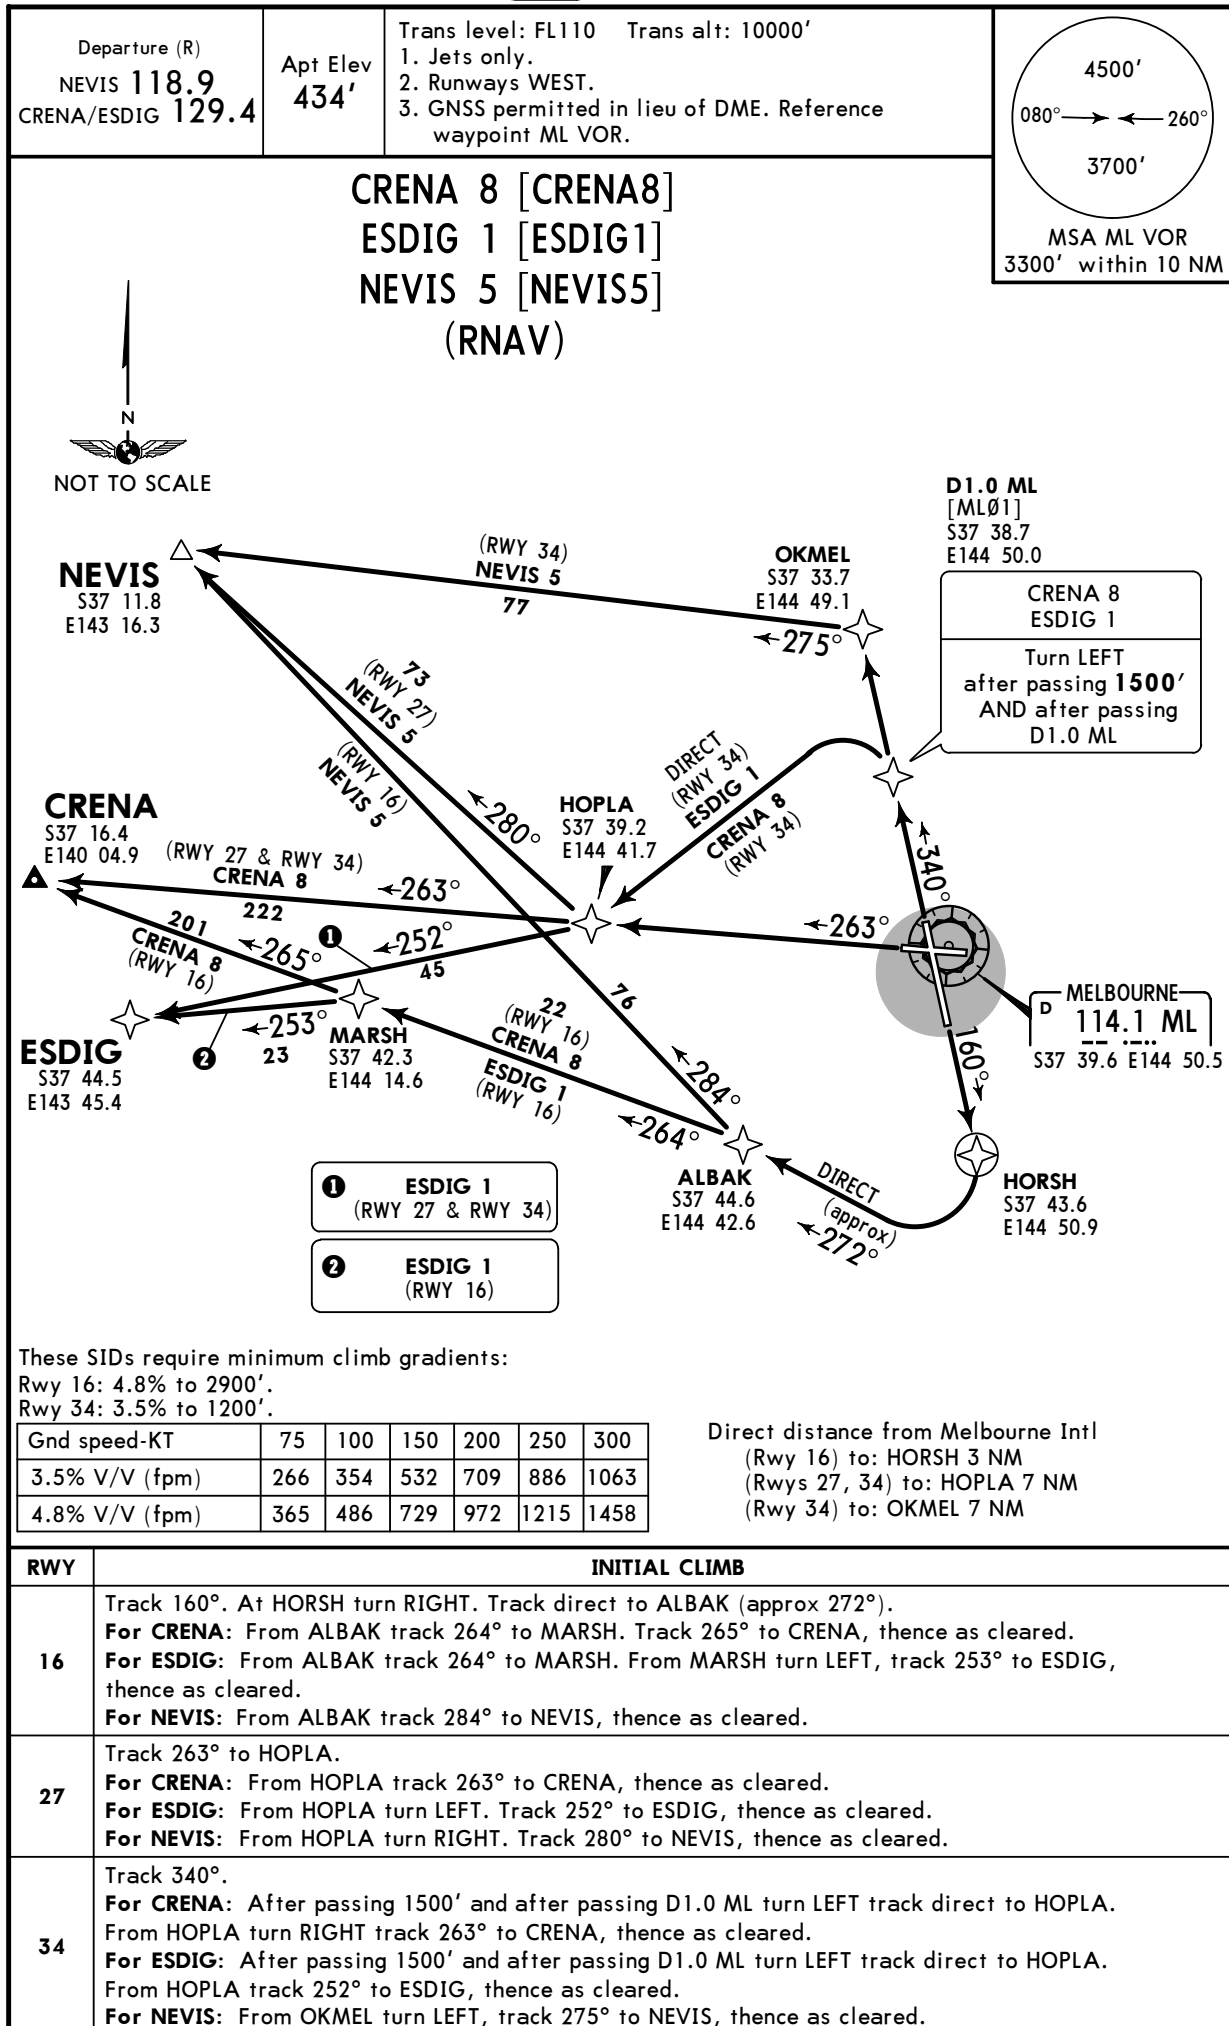 Departure (R)
NEVIS 118.9
CRENA/ESDIG 129.4
Apt Elev
434'
Trans level: FL110 Trans alt: 10000'
1. Jets only.
2. Runways WEST.
3. GNSS permitted in lieu of DME. Reference
waypoint ML VOR.
4500'
080° 260°
3700'
MSA ML VOR
3300' within 10 NM
CRENA 8 [CRENA8]
ESDIG 1 [ESDIG1]
NEVIS 5 [NEVIS5]
(RNAV)
N
NOT TO SCALE
D1.0 ML
[MLØ1]
S37 38.7
E144 50.0
CRENA 8
ESDIG 1
Turn LEFT
after passing 1500'
AND after passing
D1.0 ML
NEVIS
S37 11.8
E143 16.3
(RWY 34)
NEVIS 5
77
OKMEL
S37 33.7
E144 49.1
275°
73
(RWY 27)
NEVIS 5
(RWY 16)
NEVIS 5
280°
DIRECT
(RWY 34)
ESDIG 1
CRENA 8
(RWY 34)
HOPLA
S37 39.2
E144 41.7
CRENA
S37 16.4
E140 04.9
(RWY 27 & RWY 34)
CRENA 8
222
263°
340°
263°
201
CRENA 8
(RWY 16)
265°
1
252°
45
76
ESDIG
S37 44.5
E143 45.4
2
253°
23
MARSH
S37 42.3
E144 14.6
22
(RWY 16)
CRENA 8
ESDIG 1
(RWY 16)
284°
264°
MELBOURNE
D 114.1 ML
S37 39.6 E144 50.5
160°
ALBAK
S37 44.6
E144 42.6
DIRECT
(approx)
272°
HORSH
S37 43.6
E144 50.9
1 ESDIG 1
(RWY 27 & RWY 34)
2 ESDIG 1
(RWY 16)
These SIDs require minimum climb gradients:
Rwy 16: 4.8% to 2900'.
Rwy 34: 3.5% to 1200'.
Gnd speed-KT 75 100 150 200 250 300
3.5% V/V (fpm) 266 354 532 709 886 1063
4.8% V/V (fpm) 365 486 729 972 1215 1458
Direct distance from Melbourne Intl
(Rwy 16) to: HORSH 3 NM
(Rwys 27, 34) to: HOPLA 7 NM
(Rwy 34) to: OKMEL 7 NM
RWY INITIAL CLIMB
16
Track 160°. At HORSH turn RIGHT. Track direct to ALBAK (approx 272°).
For CRENA: From ALBAK track 264° to MARSH. Track 265° to CRENA, thence as cleared.
For ESDIG: From ALBAK track 264° to MARSH. From MARSH turn LEFT, track 253° to ESDIG,
thence as cleared.
For NEVIS: From ALBAK track 284° to NEVIS, thence as cleared.
27
Track 263° to HOPLA.
For CRENA: From HOPLA track 263° to CRENA, thence as cleared.
For ESDIG: From HOPLA turn LEFT. Track 252° to ESDIG, thence as cleared.
For NEVIS: From HOPLA turn RIGHT. Track 280° to NEVIS, thence as cleared.
34
Track 340°.
For CRENA: After passing 1500' and after passing D1.0 ML turn LEFT track direct to HOPLA.
From HOPLA turn RIGHT track 263° to CRENA, thence as cleared.
For ESDIG: After passing 1500' and after passing D1.0 ML turn LEFT track direct to HOPLA.
From HOPLA track 252° to ESDIG, thence as cleared.
For NEVIS: From OKMEL turn LEFT, track 275° to NEVIS, thence as cleared.